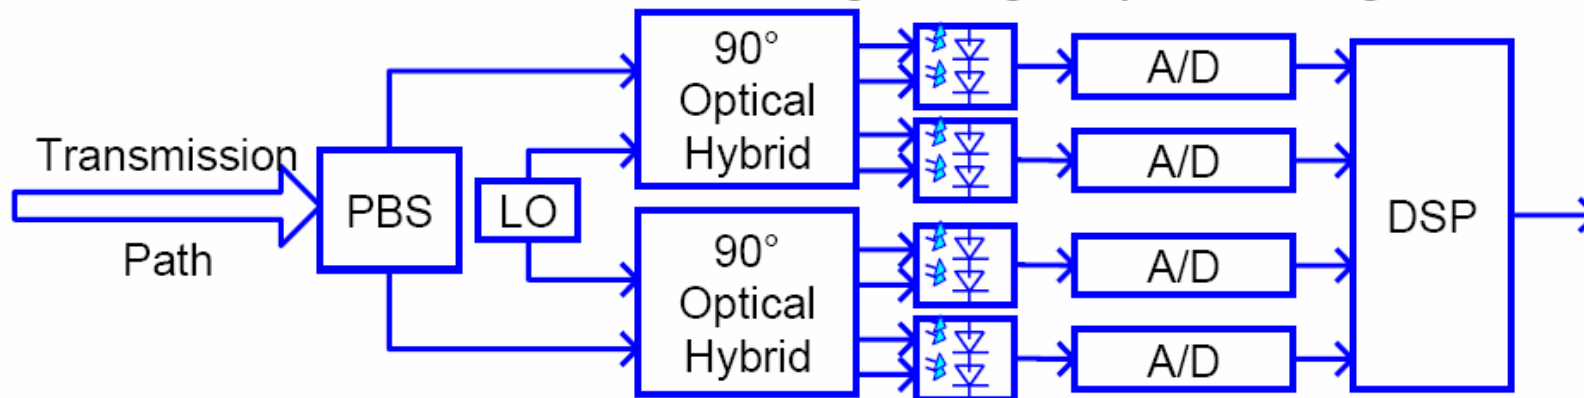 Transmission
Path
PBS
LO
90°
Optical
Hybrid
90°
Optical
Hybrid
A/D
A/D
A/D
A/D
DSP